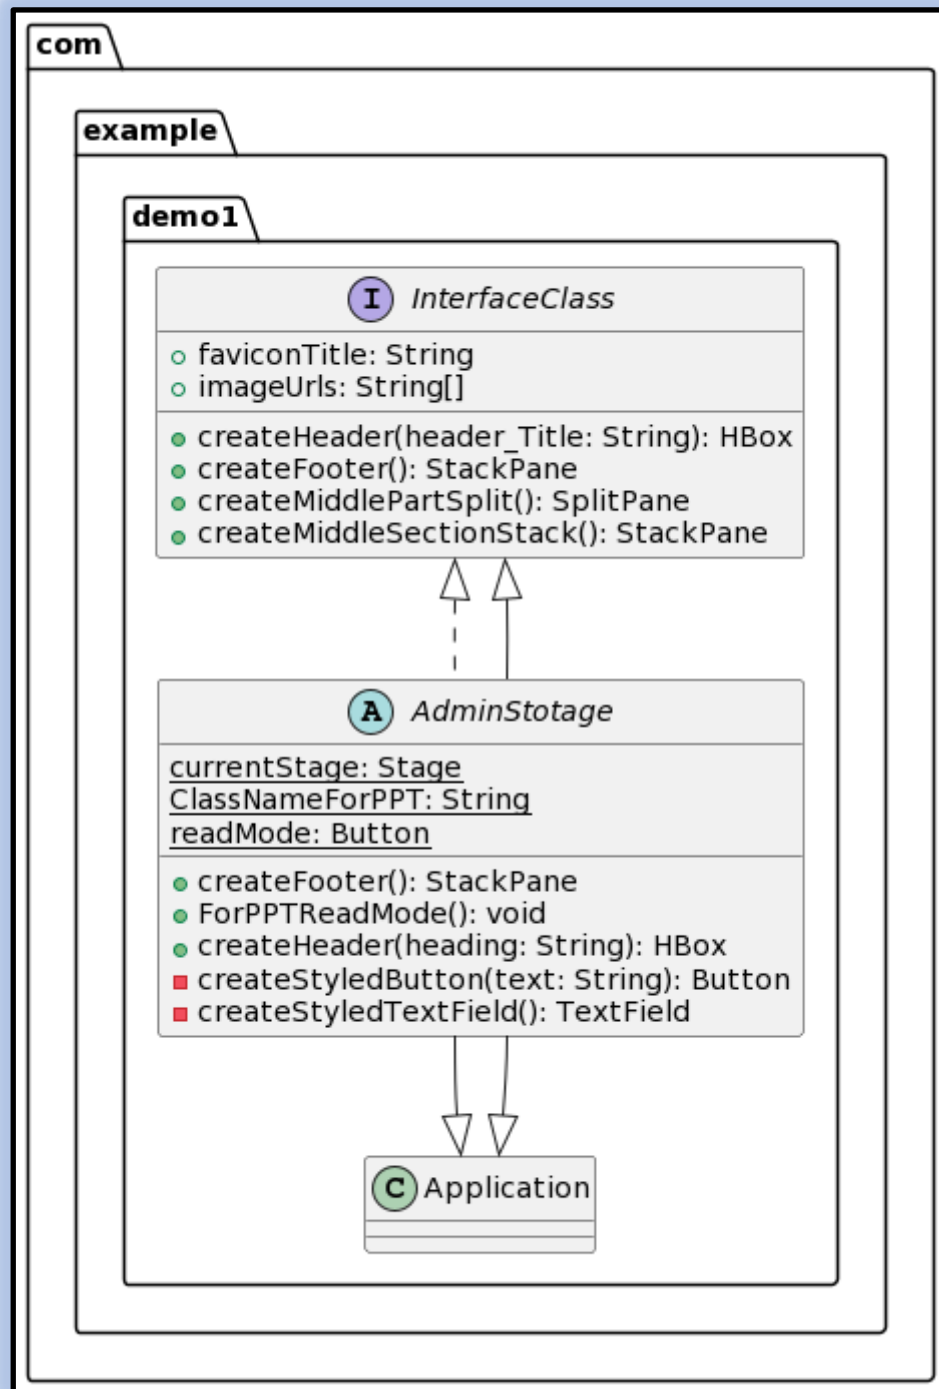 com
example
demo1
I InterfaceClass
faviconTitle: String
imageUrls: String[]
createHeader(header_Title: String): HBox
createFooter(): StackPane
createMiddlePartSplit(): SplitPane
createMiddleSectionStack(): StackPane
A AdminStotage
currentStage: Stage
ClassNameForPPT: String
readMode: Button
createFooter(): StackPane
ForPPTReadMode(): void
createHeader(heading: String): HBox
createStyledButton(text: String): Button
createStyledTextField(): TextField
C Application